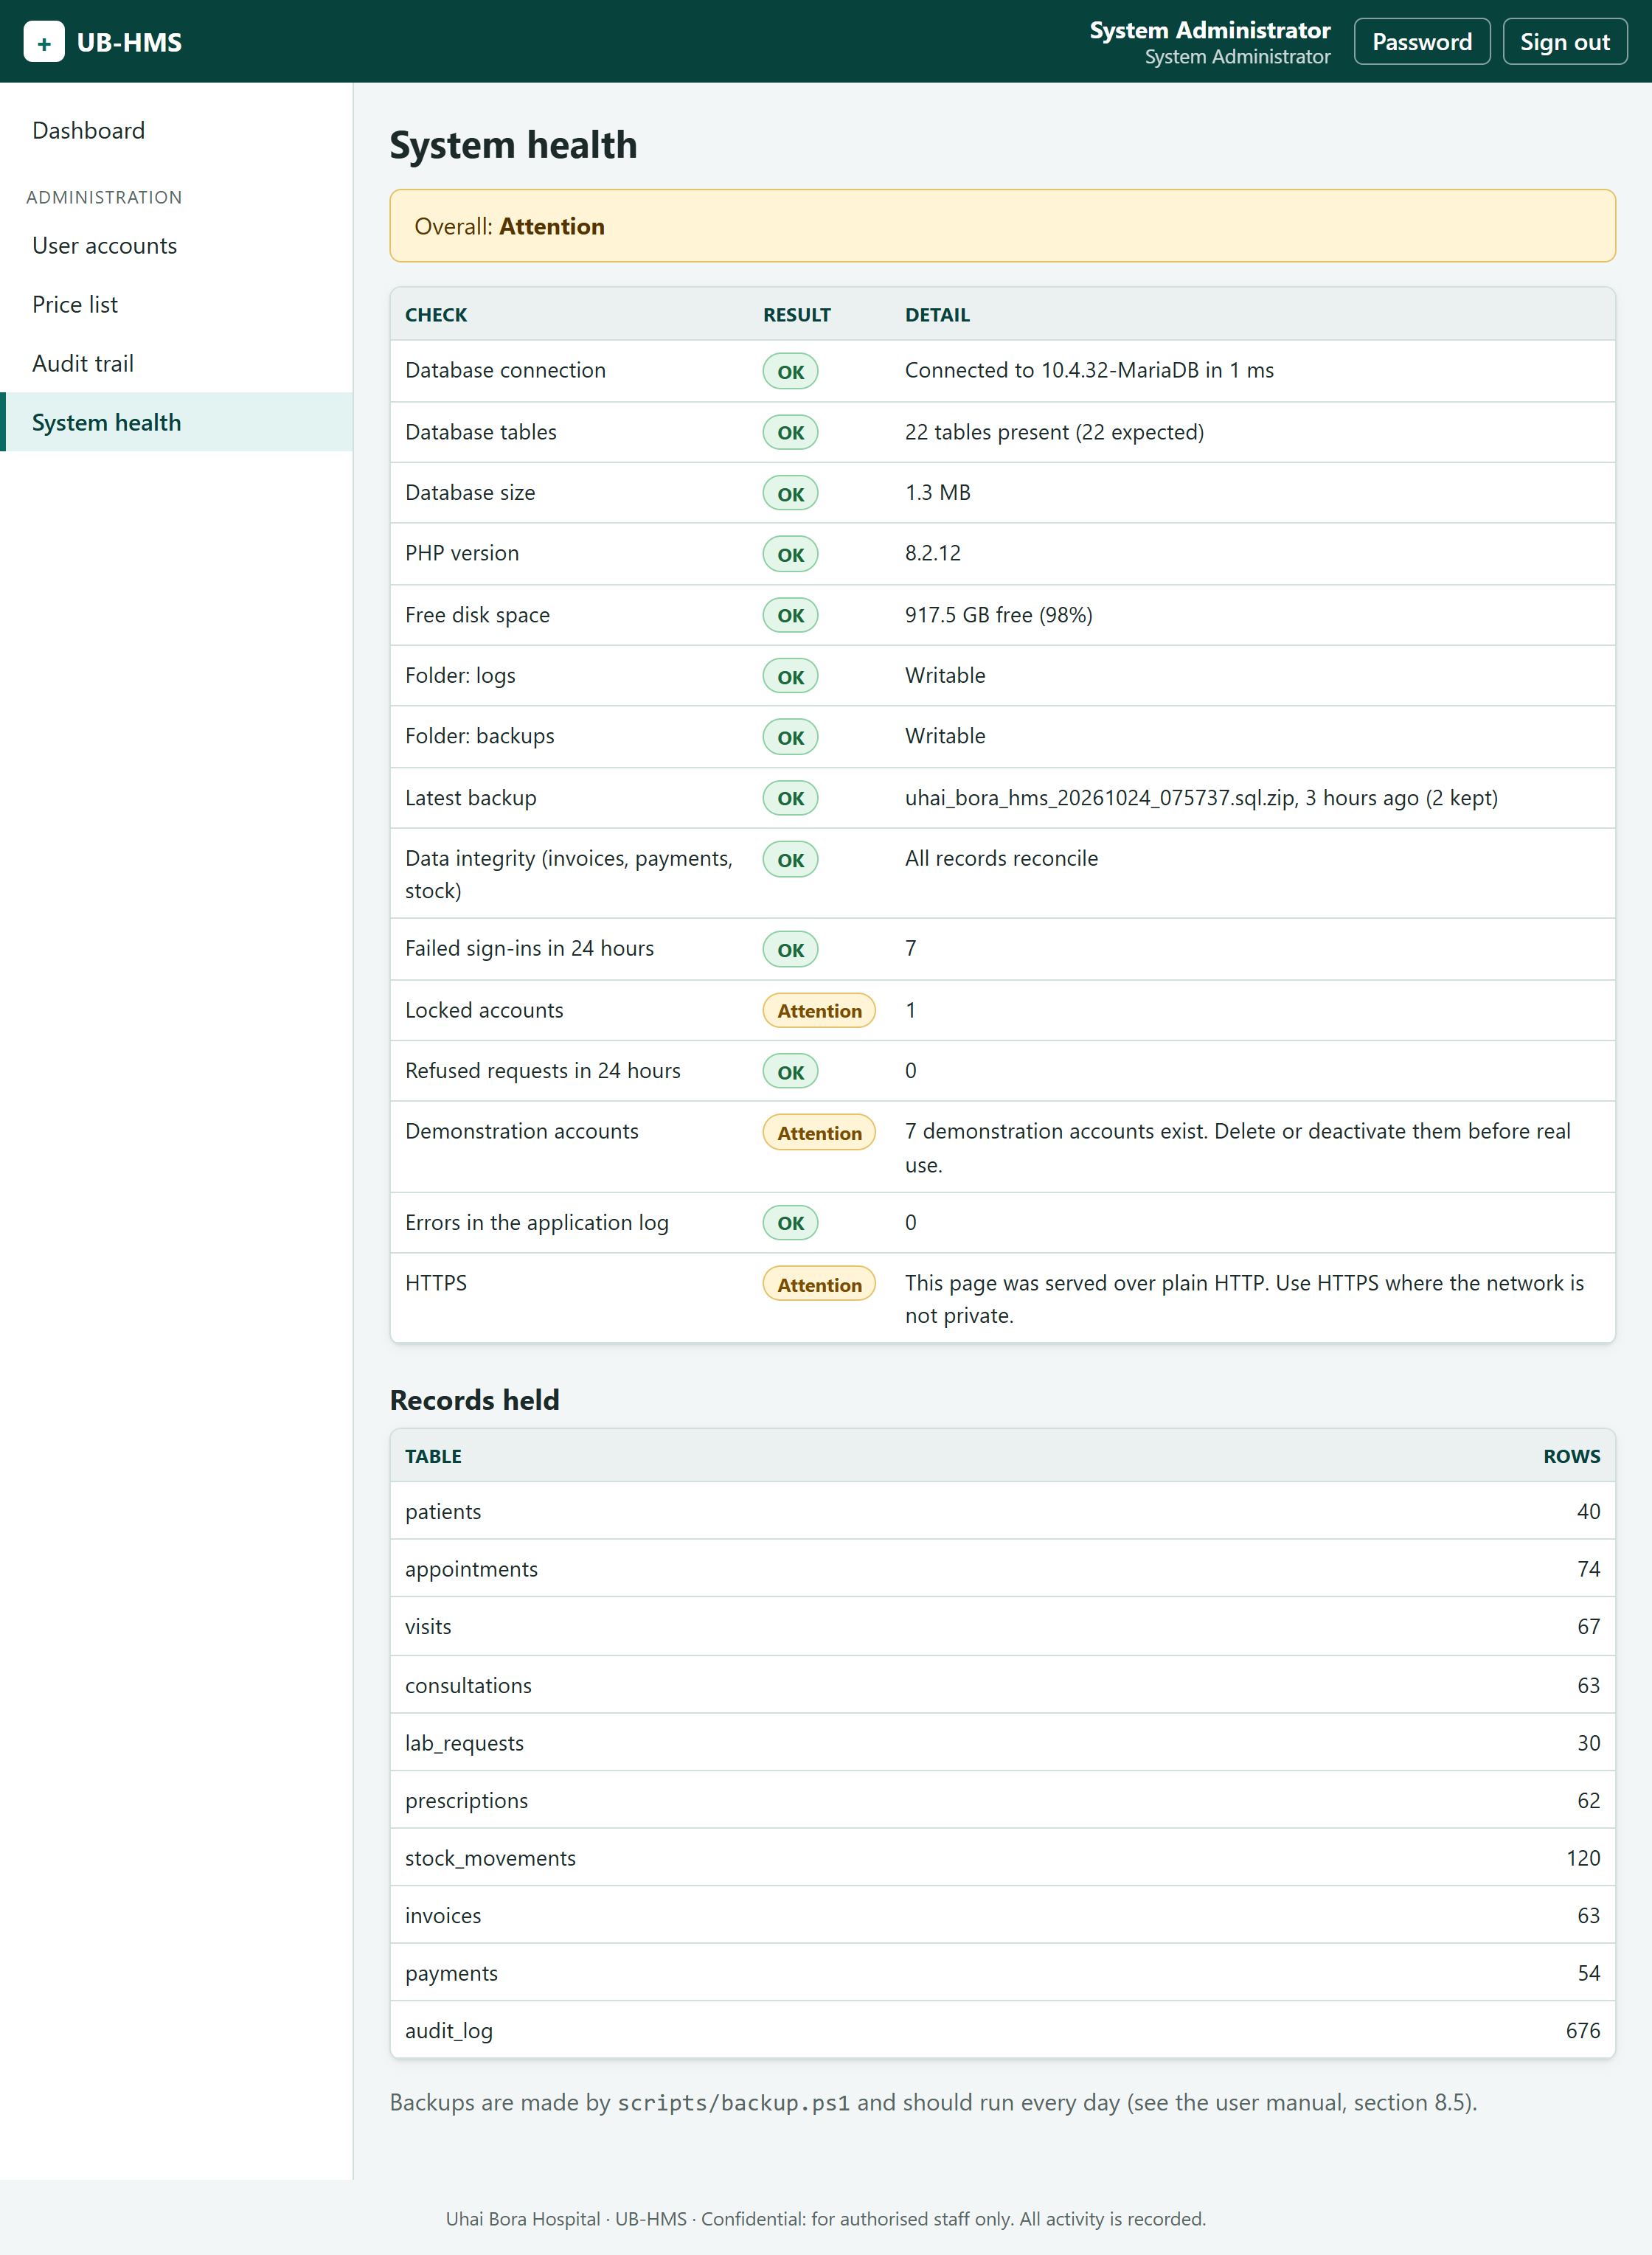 + UB-HMS
System Administrator
System Administrator
Password
Sign out
Dashboard
ADMINISTRATION
User accounts
Price list
Audit trail
System health
System health
Overall: Attention
CHECK RESULT DETAIL
Database connection OK Connected to 10.4.32-MariaDB in 1 ms
Database tables OK 22 tables present (22 expected)
Database size OK 1.3 MB
PHP version OK 8.2.12
Free disk space OK 917.5 GB free (98%)
Folder: logs OK Writable
Folder: backups OK Writable
Latest backup OK uhai_bora_hms_20261024_075737.sql.zip, 3 hours ago (2 kept)
Data integrity (invoices, payments, OK All records reconcile
stock)
Failed sign-ins in 24 hours OK 7
Locked accounts Attention 1
Refused requests in 24 hours OK 0
Demonstration accounts Attention 7 demonstration accounts exist. Delete or deactivate them before real
use.
Errors in the application log OK 0
HTTPS Attention This page was served over plain HTTP. Use HTTPS where the network is
not private.
Records held
TABLE ROWS
patients 40
appointments 74
visits 67
consultations 63
lab_requests 30
prescriptions 62
stock_movements 120
invoices 63
payments 54
audit_log 676
Backups are made by scripts/backup.ps1 and should run every day (see the user manual, section 8.5).
Uhai Bora Hospital · UB-HMS · Confidential: for authorised staff only. All activity is recorded.